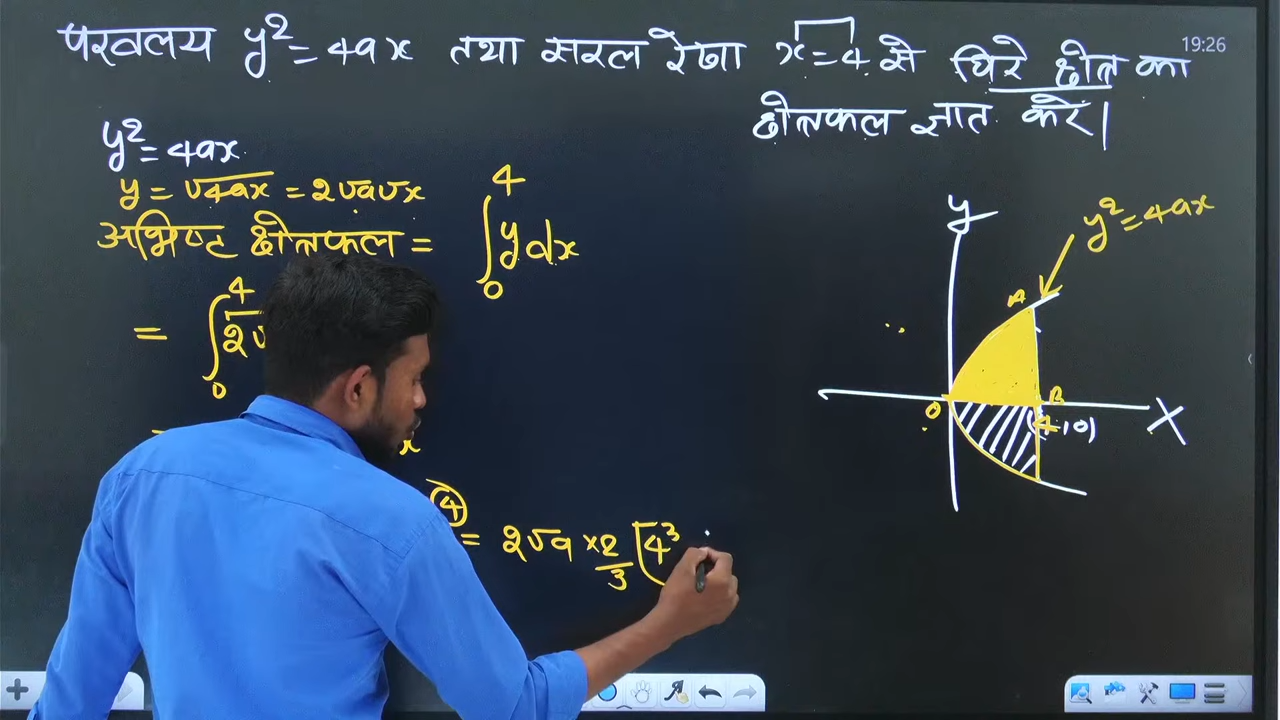 परवलय y²=4ax तथा सरल रेखा x=4 से घिरे क्षेत्र का
क्षेत्रफल ज्ञात करे।
19:26
y²=4ax
y = √4ax = 2√a√x
अभिष्ट क्षेत्रफल = ∫₀⁴ y dx
= ∫₀⁴ 2√
=
x
4
= 2√a × 2/3 [4³
y
y²=4ax
A
O
B
(4,0)
X